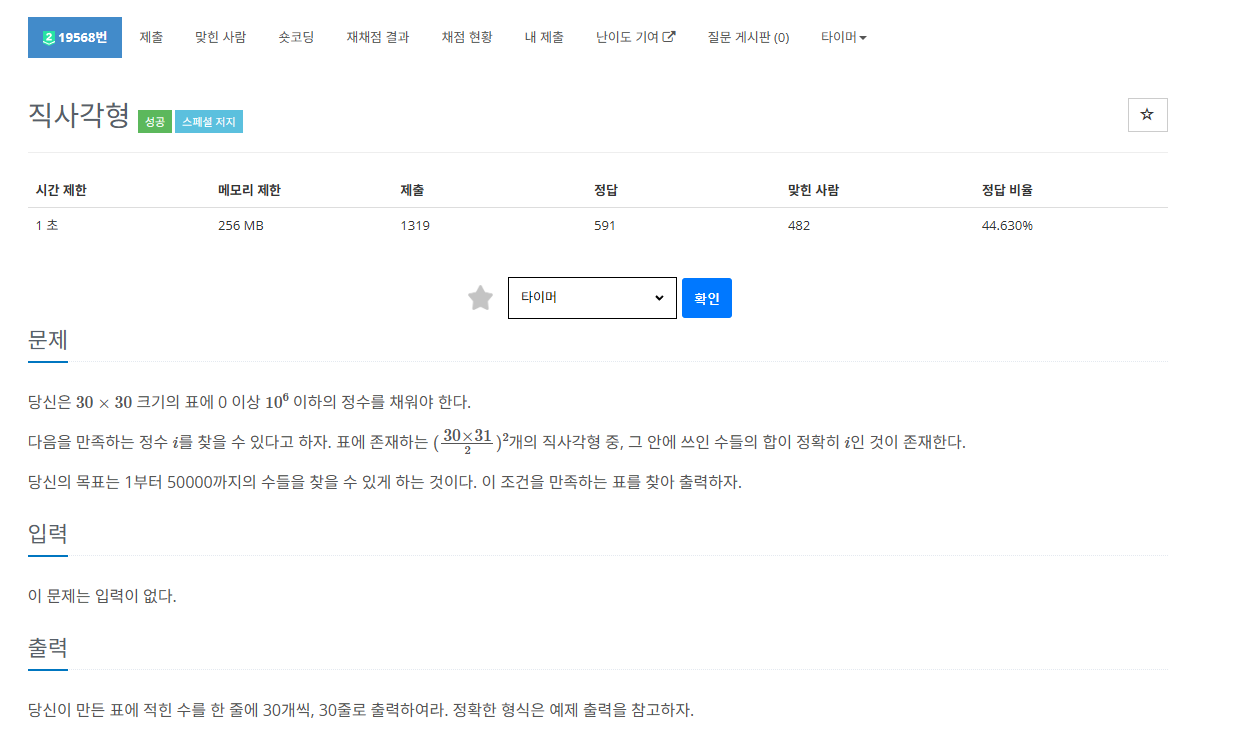 2 19568번 제출 맞힌 사람 숏코딩 재채점 결과 채점 현황 내 제출 난이도 기여 질문 게시판 (0) 타이머
직사각형 성공 스페셜 저지
시간 제한 메모리 제한 제출 정답 맞힌 사람 정답 비율
1 초 256 MB 1319 591 482 44.630%
타이머 확인
문제
당신은 30 × 30 크기의 표에 0 이상 10⁶ 이하의 정수를 채워야 한다.
다음을 만족하는 정수 i를 찾을 수 있다고 하자. 표에 존재하는 (30×31/2)²개의 직사각형 중, 그 안에 쓰인 수들의 합이 정확히 i인 것이 존재한다.
당신의 목표는 1부터 50000까지의 수들을 찾을 수 있게 하는 것이다. 이 조건을 만족하는 표를 찾아 출력하자.
입력
이 문제는 입력이 없다.
출력
당신이 만든 표에 적힌 수를 한 줄에 30개씩, 30줄로 출력하여라. 정확한 형식은 예제 출력을 참고하자.